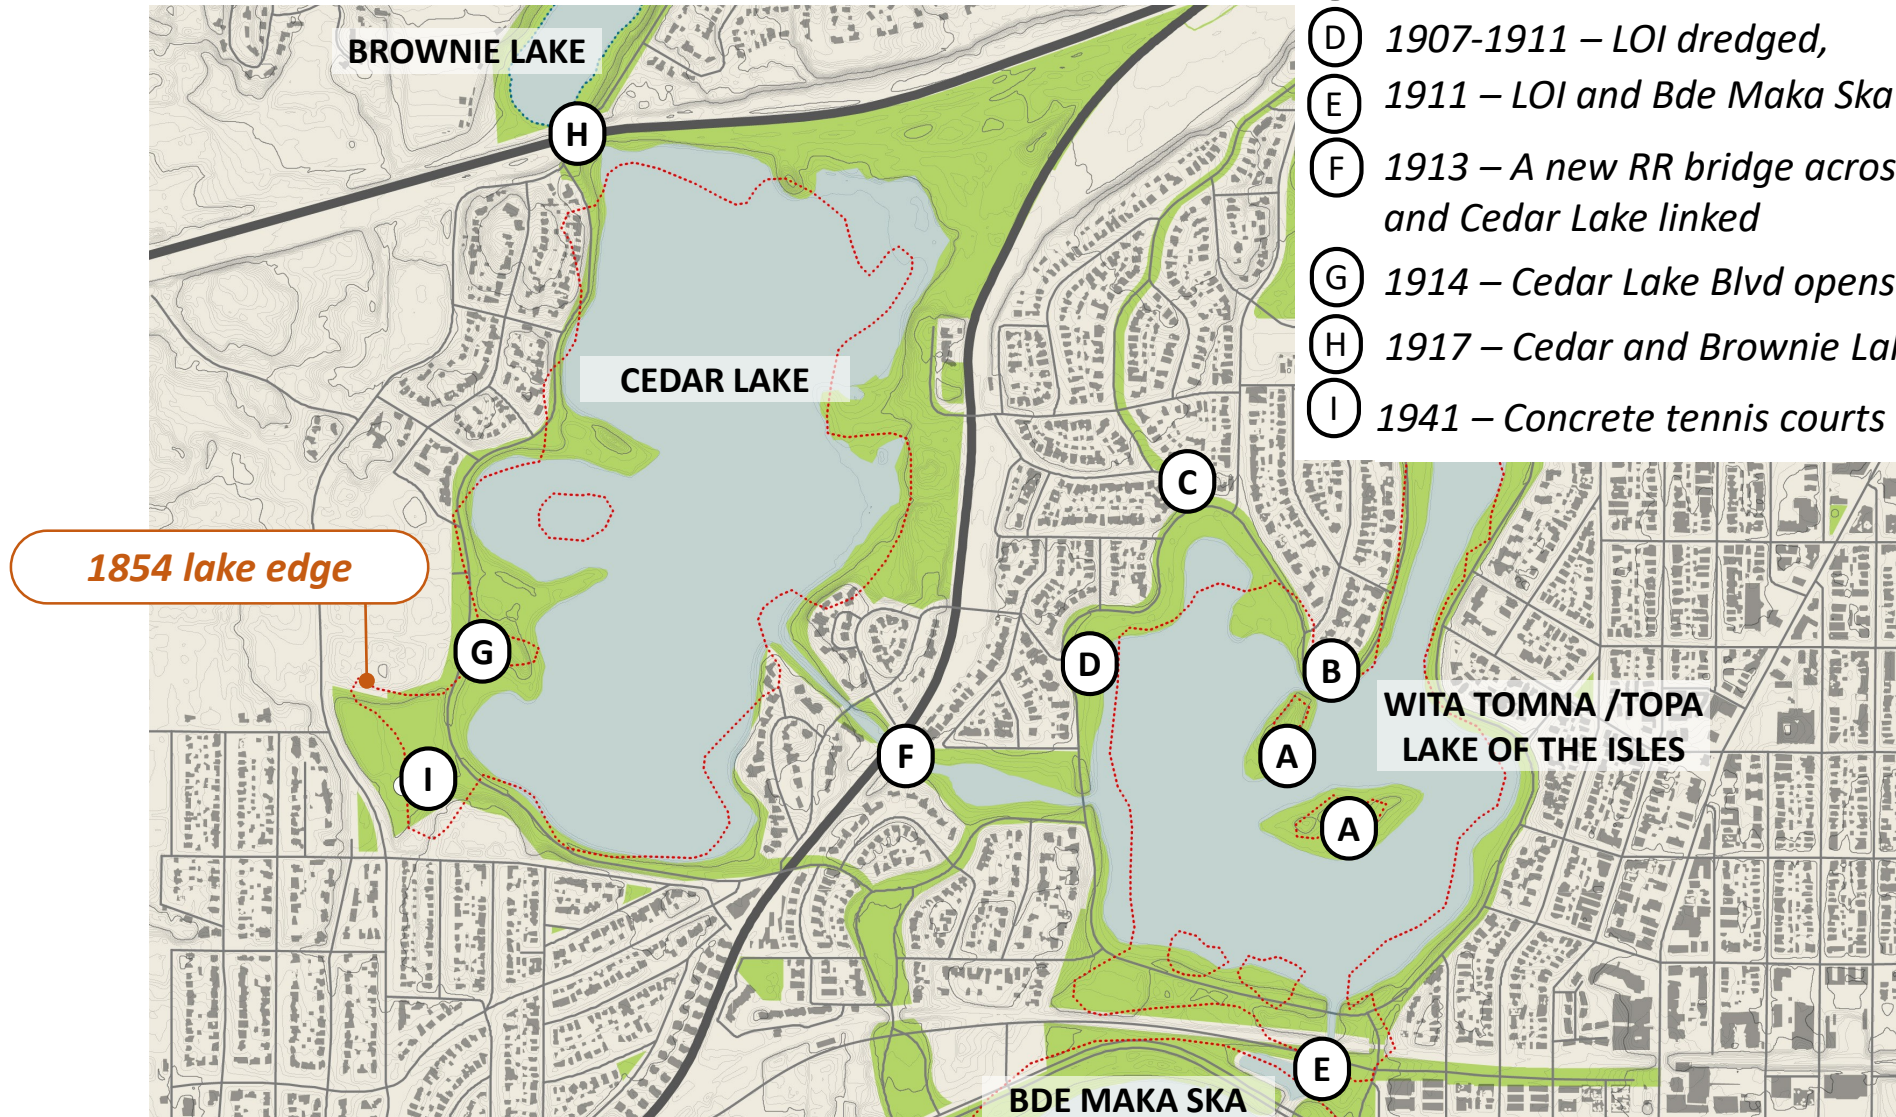 BROWNIE LAKE
H
CEDAR LAKE
1854 lake edge
G
I
F
C
D
B
A
A
WITA TOMNA /TOPA
LAKE OF THE ISLES
E
BDE MAKA SKA
D 1907-1911 – LOI dredged,
E 1911 – LOI and Bde Maka Ska
F 1913 – A new RR bridge
and Cedar Lake linked
G 1914 – Cedar Lake Blvd opens
H 1917 – Cedar and Brownie
I 1941 – Concrete tennis courts